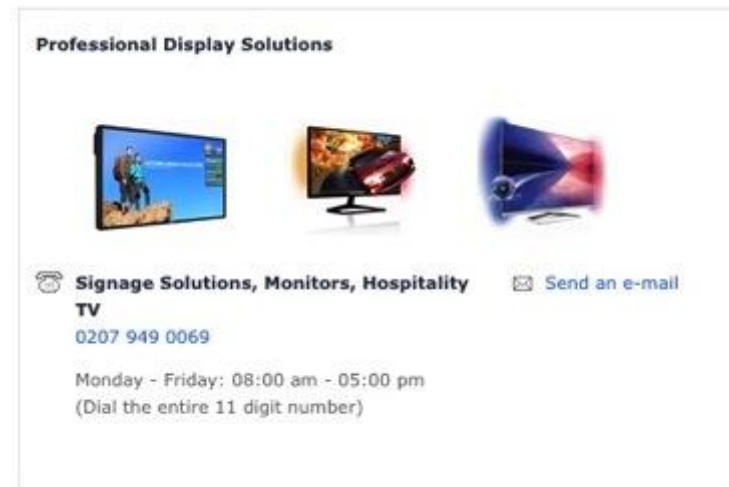 Professional Display Solutions
Signage Solutions, Monitors, Hospitality
TV
Send an e-mail
0207 949 0069
Monday - Friday: 08:00 am - 05:00 pm
(Dial the entire 11 digit number)